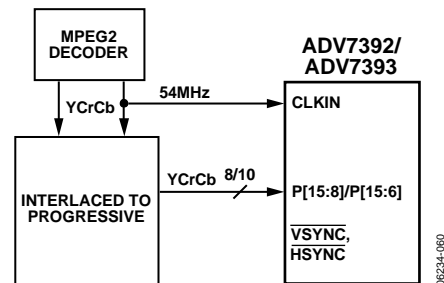 MPEG2
DECODER
YCrCb
54MHz
INTERLACED TO
PROGRESSIVE
YCrCb
8/10
ADV7392/
ADV7393
CLKIN
P[15:8]/P[15:6]
VSYNC,
HSYNC
06234-060